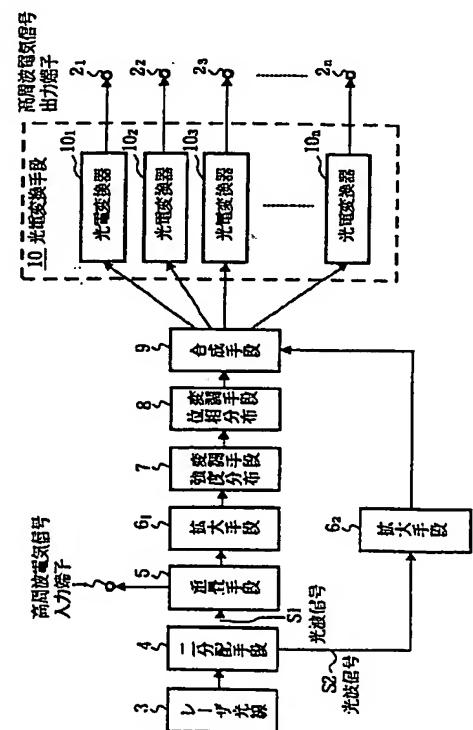 高周波電気信号
出力端子
2₁
2₂
2₃
2n
10 光電変換手段
10₁
光電変換器
10₂
光電変換器
10₃
光電変換器
10n
光電変換器
9
合成手段
8
位相分布
変調手段
7
強度分布
変調手段
6₁
拡大手段
6₂
拡大手段
高周波電気信号
入力端子
5
手段
S1
光波信号
4
二分配手段
S2
光波信号
3
レーザ光線